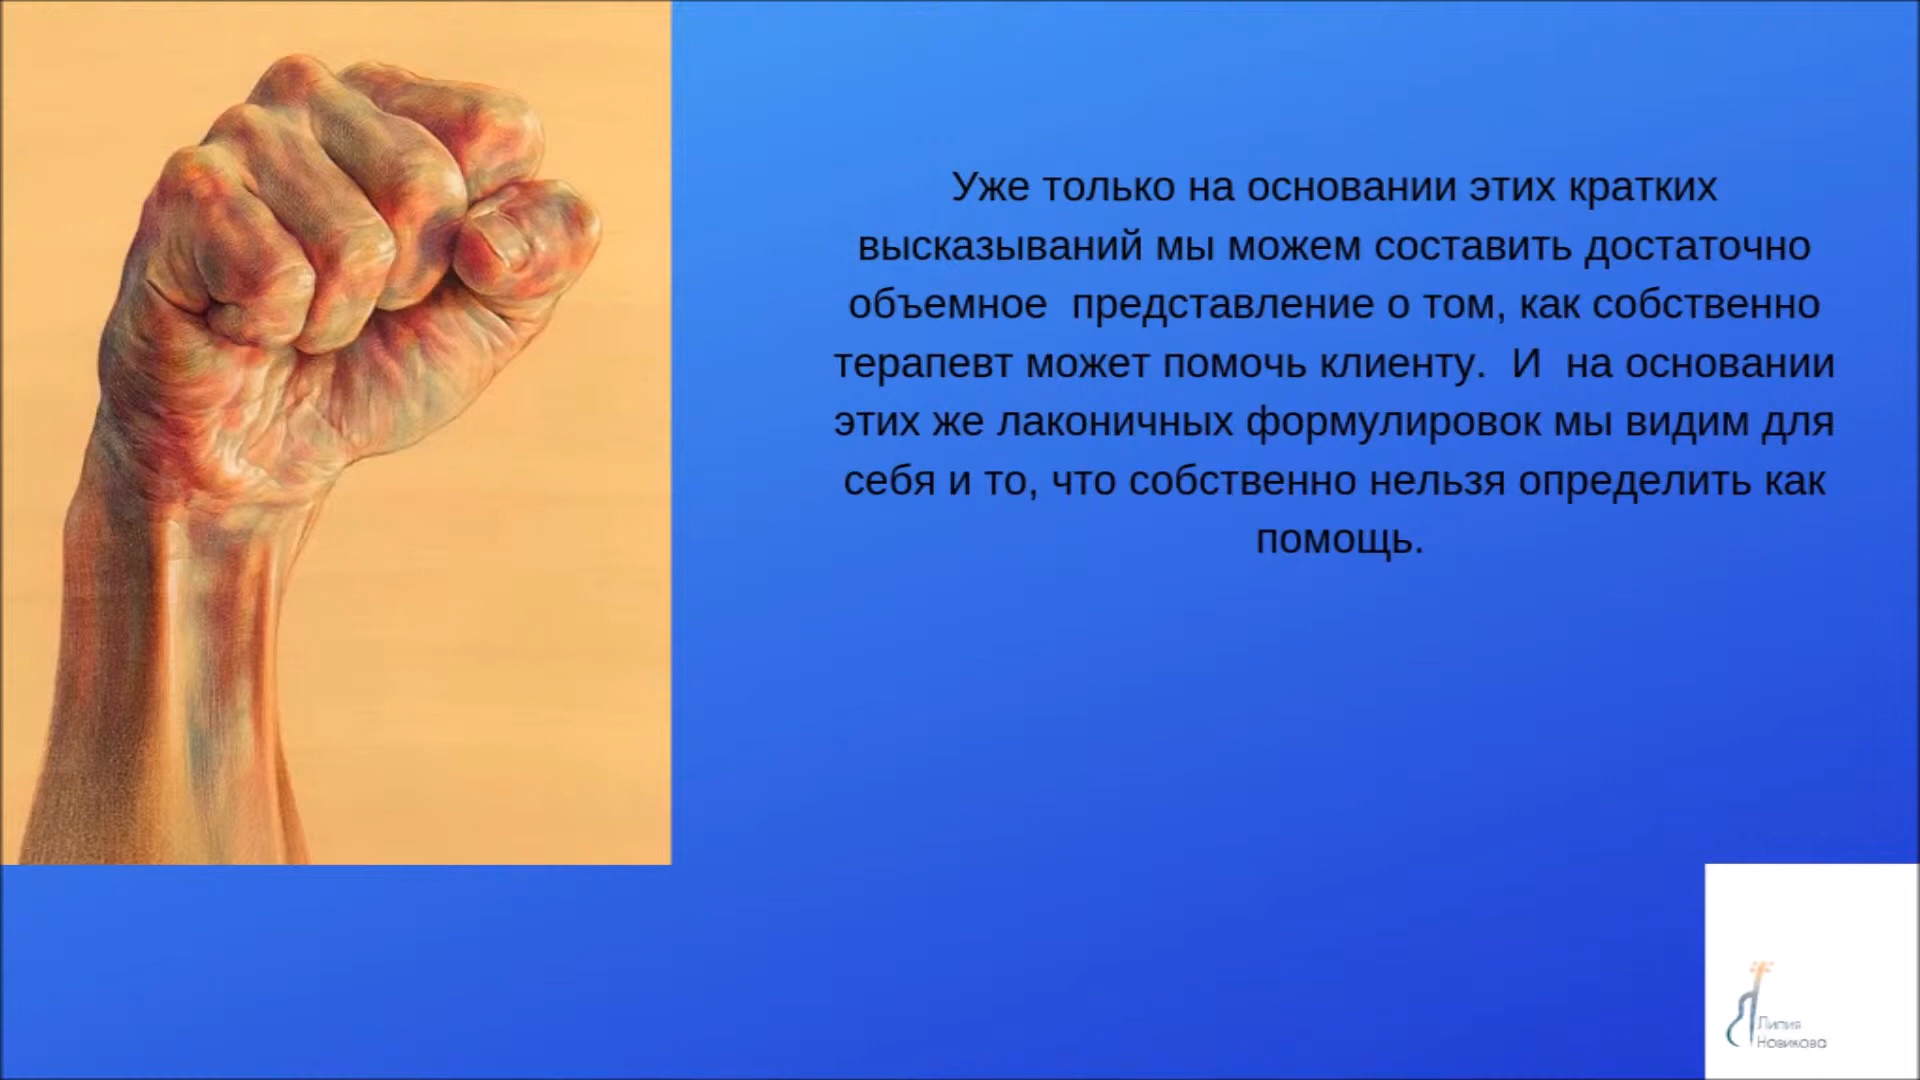 Уже только на основании этих кратких
высказываний мы можем составить достаточно
объемное  представление о том, как собственно
терапевт может помочь клиенту.  И  на основании
этих же лаконичных формулировок мы видим для
себя и то, что собственно нельзя определить как
помощь.
Новикова